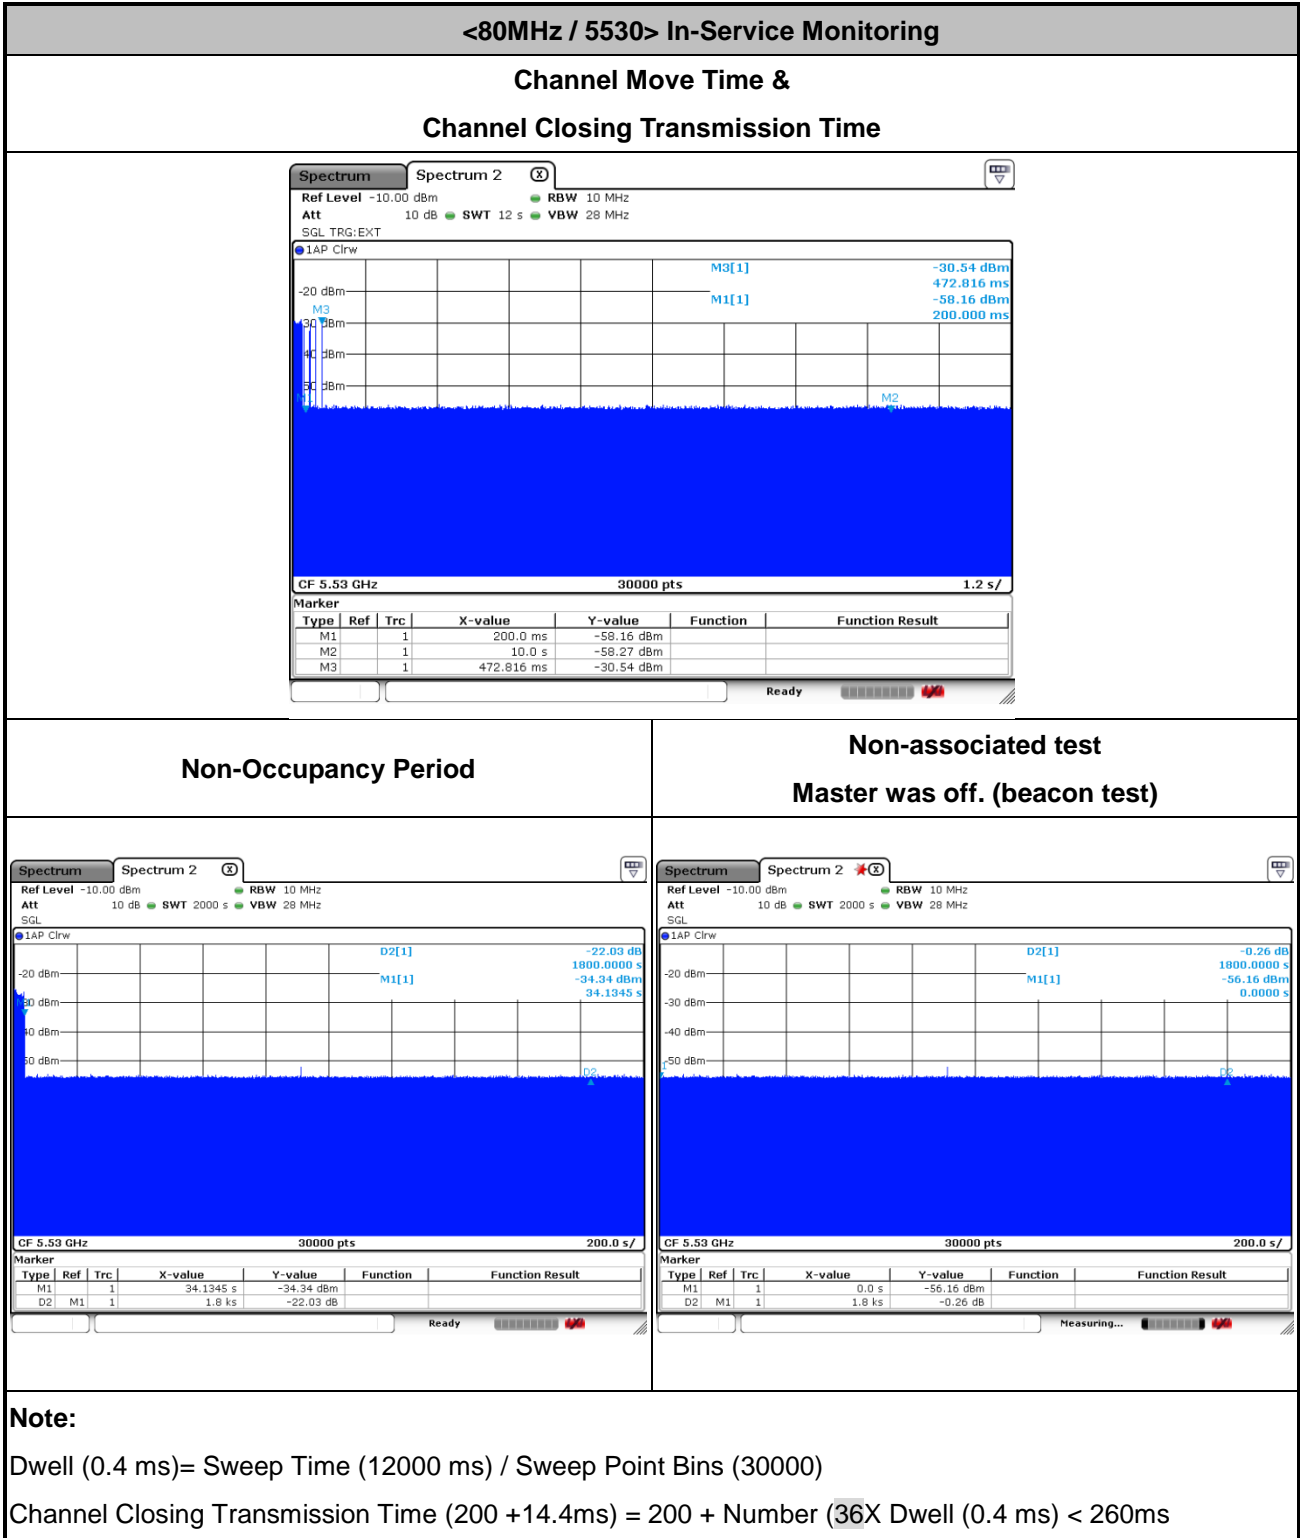 <80MHz / 5530> In-Service Monitoring
Channel Move Time &
Channel Closing Transmission Time
Spectrum
Spectrum 2
Ref Level -10.00 dBm RBW 10 MHz
Att 10 dB SWT 12 s VBW 28 MHz
SGL TRG:EXT
1AP Clrw
M3[1] -30.54 dBm
472.816 ms
M1[1] -58.16 dBm
200.000 ms
-20 dBm
M3
-30 dBm
-40 dBm
-50 dBm
M1
M2
CF 5.53 GHz 30000 pts 1.2 s/
Marker
Type Ref Trc X-value Y-value Function Function Result
M1 1 200.0 ms -58.16 dBm
M2 1 10.0 s -58.27 dBm
M3 1 472.816 ms -30.54 dBm
Ready
Non-Occupancy Period
Non-associated test
Master was off. (beacon test)
Spectrum
Spectrum 2
Ref Level -10.00 dBm RBW 10 MHz
Att 10 dB SWT 2000 s VBW 28 MHz
SGL
1AP Clrw
D2[1] -22.03 dB
1800.0000 s
M1[1] -34.34 dBm
34.1345 s
-20 dBm
-30 dBm
-40 dBm
-50 dBm
D2
CF 5.53 GHz 30000 pts 200.0 s/
Marker
Type Ref Trc X-value Y-value Function Function Result
M1 1 34.1345 s -34.34 dBm
D2 M1 1 1.8 ks -22.03 dB
Ready
Spectrum
Spectrum 2
Ref Level -10.00 dBm RBW 10 MHz
Att 10 dB SWT 2000 s VBW 28 MHz
SGL
1AP Clrw
D2[1] -0.26 dB
1800.0000 s
M1[1] -56.16 dBm
0.0000 s
-20 dBm
-30 dBm
-40 dBm
-50 dBm
D2
CF 5.53 GHz 30000 pts 200.0 s/
Marker
Type Ref Trc X-value Y-value Function Function Result
M1 1 0.0 s -56.16 dBm
D2 M1 1 1.8 ks -0.26 dB
Measuring...
Note:
Dwell (0.4 ms)= Sweep Time (12000 ms) / Sweep Point Bins (30000)
Channel Closing Transmission Time (200 +14.4ms) = 200 + Number (36X Dwell (0.4 ms) < 260ms